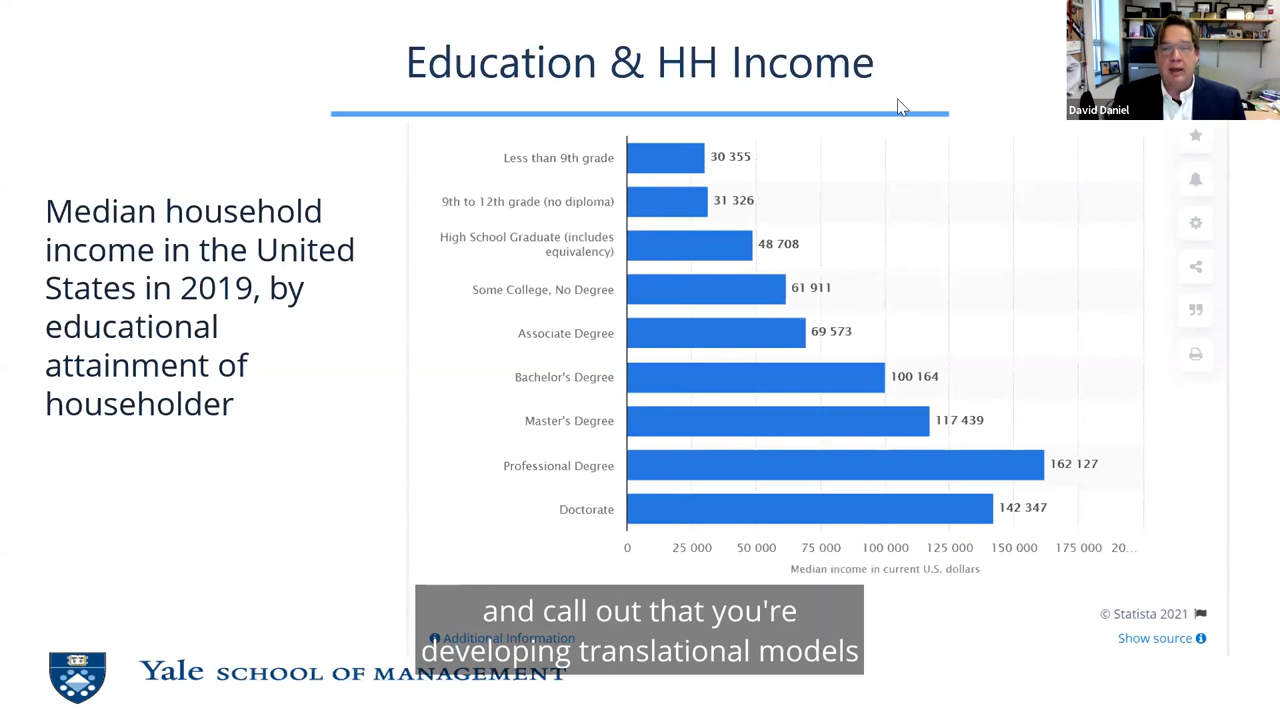 Education & HH Income
David Daniel
Median household
income in the United
States in 2019, by
educational
attainment of
householder
Less than 9th grade
30 355
9th to 12th grade (no diploma)
31 326
High School Graduate (includes
equivalency)
48 708
Some College, No Degree
61 911
Associate Degree
69 573
Bachelor's Degree
100 164
Master's Degree
117 439
Professional Degree
162 127
Doctorate
142 347
0 25 000 50 000 75 000 100 000 125 000 150 000 175 000 20...
Median income in current U.S. dollars
© Statista 2021
Additional Information
Show source
and call out that you're
developing translational models
Yale SCHOOL OF MANAGEMENT